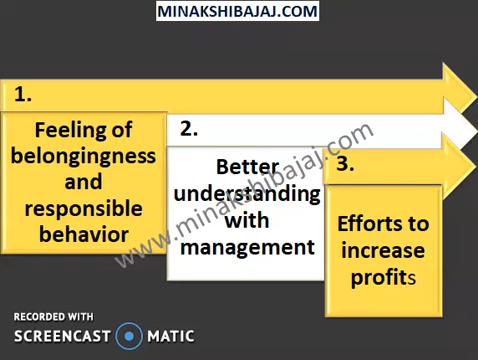 MINAKSHIBAJAJ.COM
1.
Feeling of
belongingness
and
responsible
behavior
2.
Better
understanding
with
management
3.
Efforts to
increase
profits
www.minakshibajaj.com
RECORDED WITH
SCREENCAST MATIC